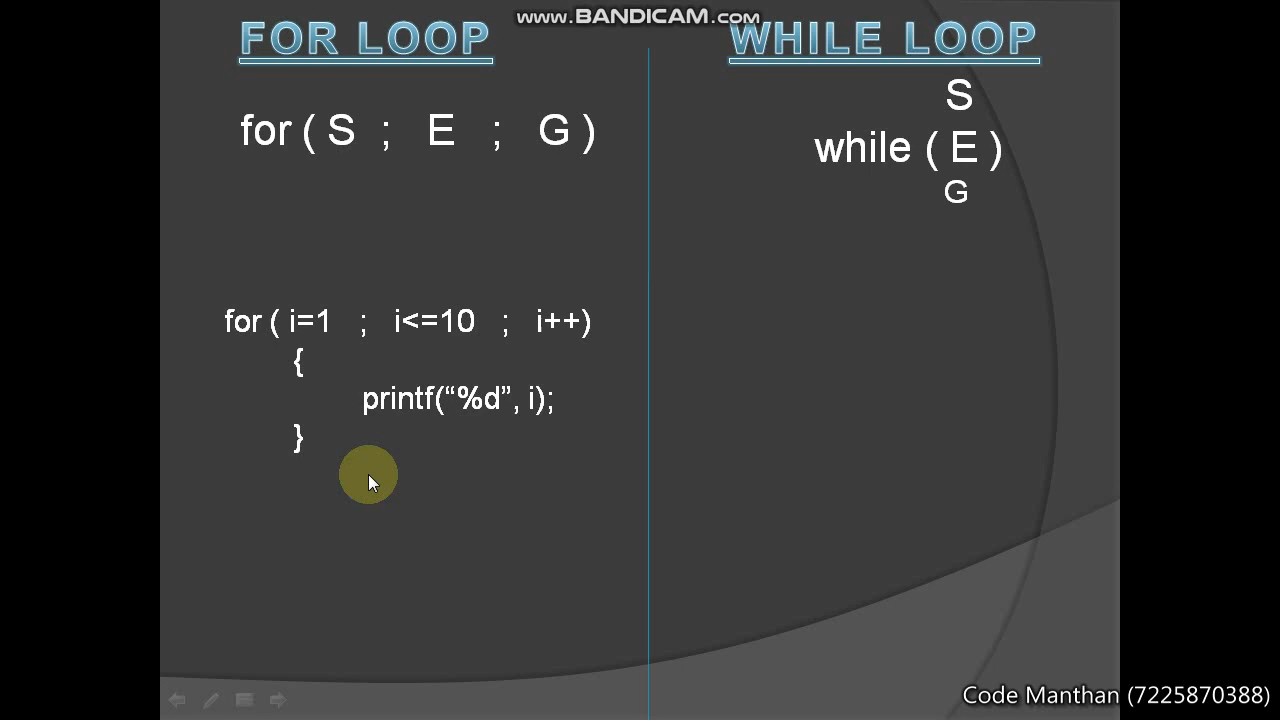 www.BANDICAM.com
FOR LOOP
for ( S ; E ; G )
for ( i=1 ; i<=10 ; i++)
{
printf(“%d”, i);
}
WHILE LOOP
S
while ( E )
G
Code Manthan (7225870388)